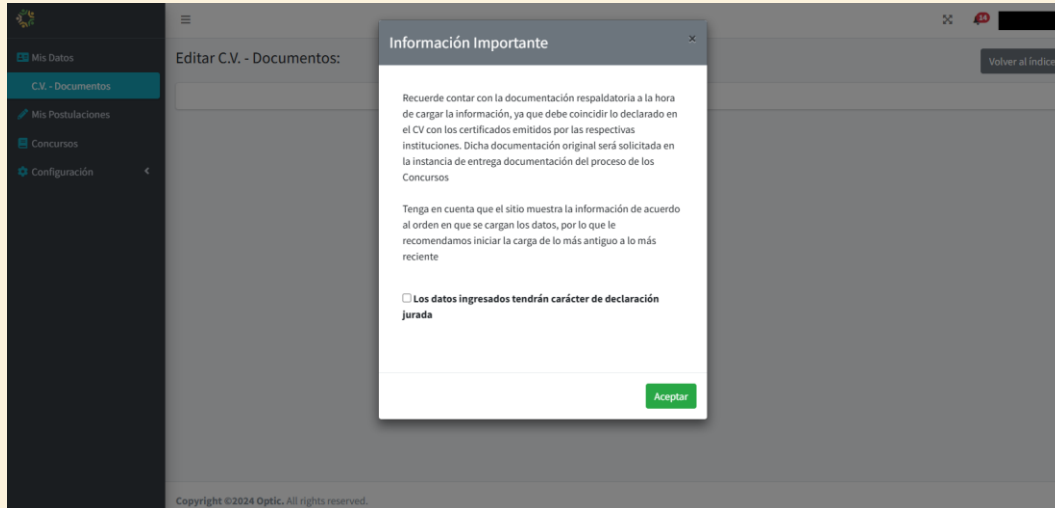 14
Mis Datos
C.V. - Documentos
Mis Postulaciones
Concursos
Configuración
Editar C.V. - Documentos:
Volver al índice
Información Importante
×
Recuerde contar con la documentación respaldatoria a la hora
de cargar la información, ya que debe coincidir lo declarado en
el CV con los certificados emitidos por las respectivas
instituciones. Dicha documentación original será solicitada en
la instancia de entrega documentación del proceso de los
Concursos
Tenga en cuenta que el sitio muestra la información de acuerdo
al orden en que se cargan los datos, por lo que le
recomendamos iniciar la carga de lo más antiguo a lo más
reciente
Los datos ingresados tendrán carácter de declaración
jurada
Aceptar
Copyright ©2024 Optic. All rights reserved.